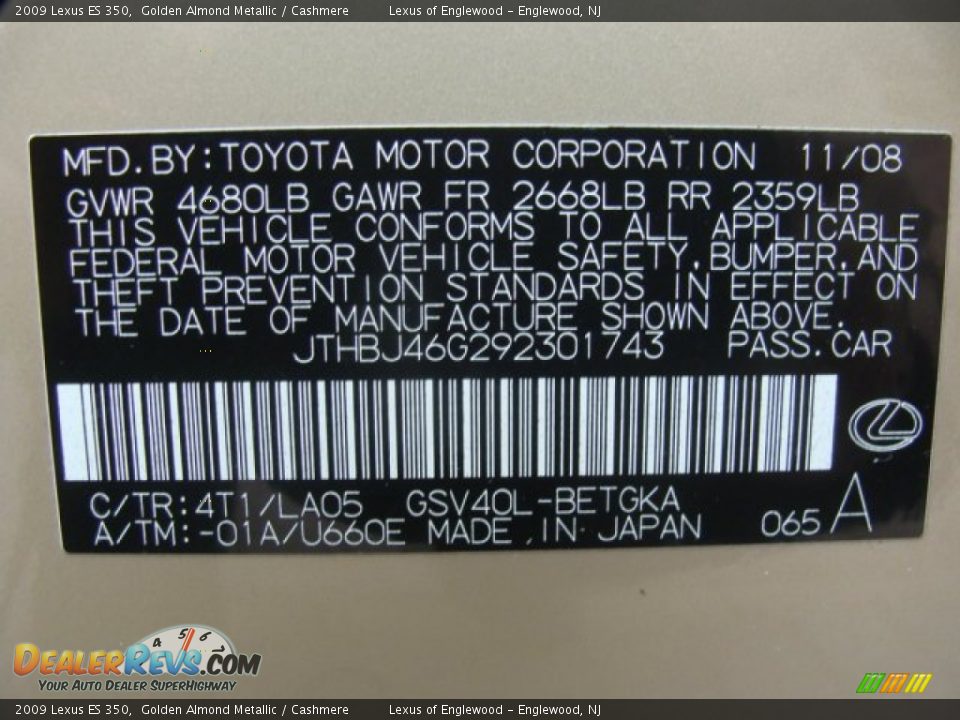 2009 Lexus ES 350, Golden Almond Metallic / Cashmere Lexus of Englewood - Englewood, NJ
MFD. BY: TOYOTA MOTOR CORPORATION 11/08
GVWR 4680LB GAWR FR 2668LB RR 2359LB
THIS VEHICLE CONFORMS TO ALL APPLICABLE
FEDERAL MOTOR VEHICLE SAFETY, BUMPER, AND
THEFT PREVENTION STANDARDS IN EFFECT ON
THE DATE OF MANUFACTURE SHOWN ABOVE.
JTHBJ46G292301743 PASS. CAR
C/TR: 4T1/LA05 GSV40L-BETGKA
A/TM: -01A/U660E MADE IN JAPAN 065 A
4 5 6
DEALERREVS.COM
YOUR AUTO DEALER SUPERHIGHWAY
2009 Lexus ES 350, Golden Almond Metallic / Cashmere Lexus of Englewood - Englewood, NJ